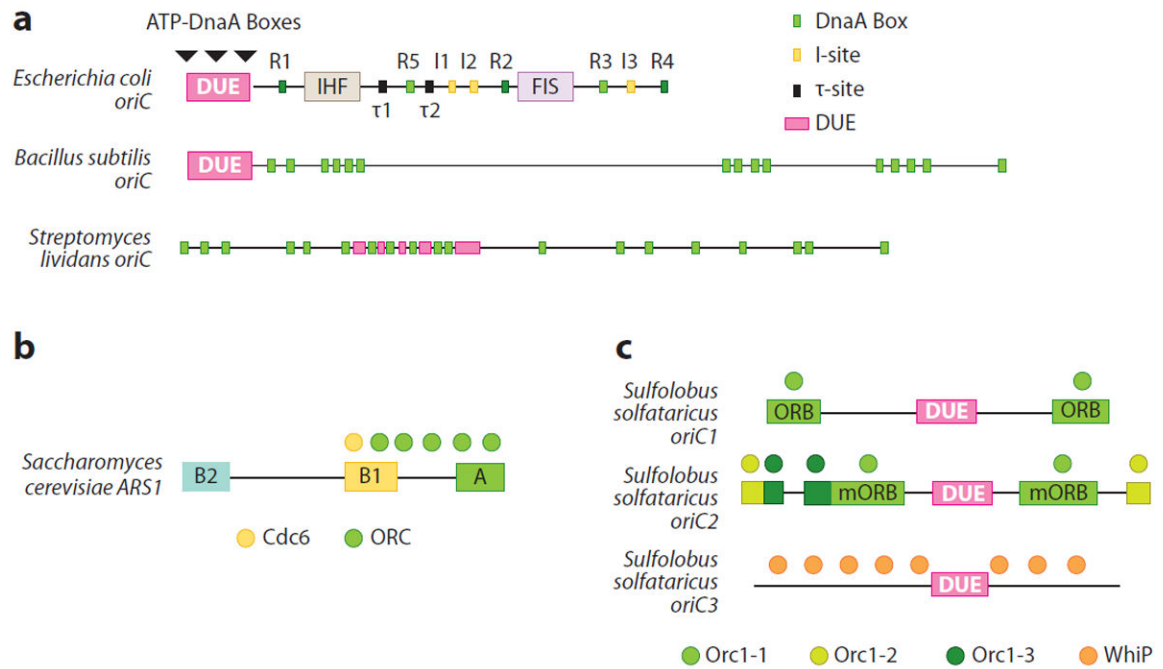 a
ATP-DnaA Boxes
Escherichia coli
oriC
DUE
R1
IHF
τ1
R5
τ2
I1
I2
R2
FIS
R3
I3
R4
DnaA Box
I-site
τ-site
DUE
Bacillus subtilis
oriC
DUE
Streptomyces
lividans oriC
b
Saccharomyces
cerevisiae ARS1
B2
B1
A
Cdc6
ORC
c
Sulfolobus
solfataricus
oriC1
ORB
DUE
ORB
Sulfolobus
solfataricus
oriC2
mORB
DUE
mORB
Sulfolobus
solfataricus
oriC3
DUE
Orc1-1
Orc1-2
Orc1-3
WhiP